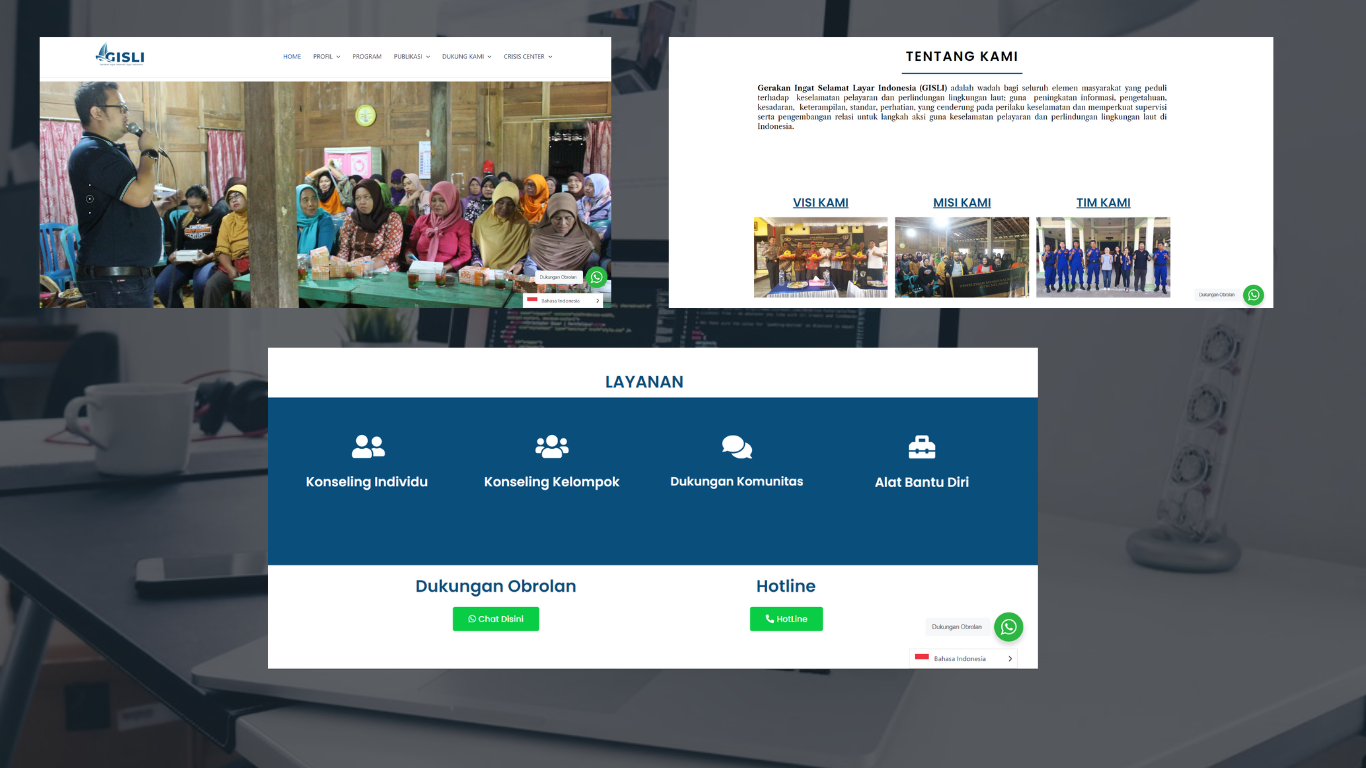 GISLI
HOME PROFIL PROGRAM PUBLIKASI DUKUNG KAMI CRISIS CENTER
Dukungan Obrolan
Bahasa Indonesia
TENTANG KAMI
Gerakan Ingat Selamat Layar Indonesia (GISLI) adalah wadah bagi seluruh elemen masyarakat yang peduli
terhadap keselamatan pelayaran dan perlindungan lingkungan laut; guna peningkatan informasi, pengetahuan,
kesadaran, keterampilan, standar, perhatian, yang cenderung pada perilaku keselamatan dan memperkuat supervisi
serta pengembangan relasi untuk langkah aksi guna keselamatan pelayaran dan perlindungan lingkungan laut di
Indonesia.
VISI KAMI MISI KAMI TIM KAMI
Dukungan Obrolan
LAYANAN
Konseling Individu Konseling Kelompok Dukungan Komunitas Alat Bantu Diri
Dukungan Obrolan Hotline
Chat Disini HotLine
Dukungan Obrolan
Bahasa Indonesia